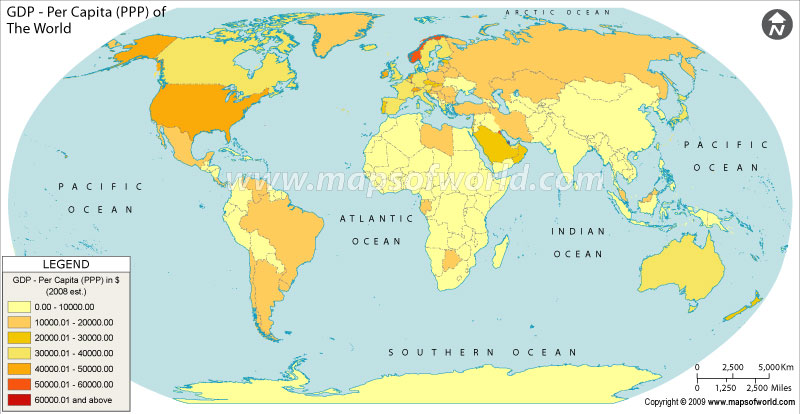 GDP - Per Capita (PPP) of
The World
ARCTIC OCEAN
N
PACIFIC
OCEAN
www.mapsofworld.com
ATLANTIC
OCEAN
INDIAN
OCEAN
PACIFIC
OCEAN
SOUTHERN OCEAN
LEGEND
GDP - Per Capita (PPP) in $
(2008 est.)
0.00 - 10000.00
10000.01 - 20000.00
20000.01 - 30000.00
30000.01 - 40000.00
40000.01 - 50000.00
50000.01 - 60000.00
60000.01 and above
0 2,500 5,000Km
0 1,250 2,500 Miles
Copyright © 2009 www.mapsofworld.com